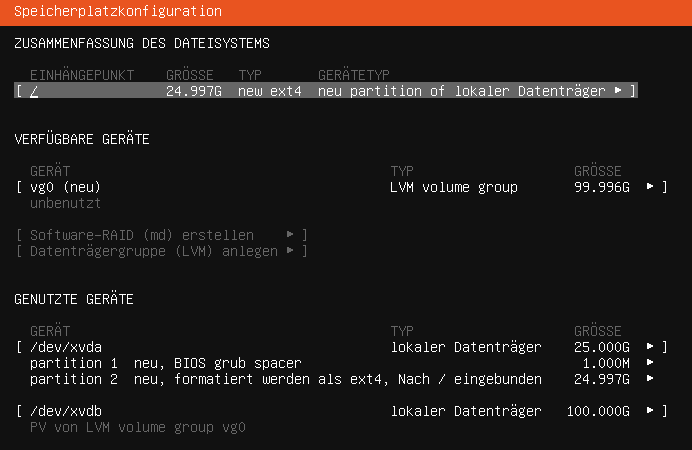 Speicherplatzkonfiguration
ZUSAMMENFASSUNG DES DATEISYSTEMS
EINHÄNGEPUNKT GRÖSSE TYP GERÄTETYP
[ / 24.997G new ext4 neu partition of lokaler Datenträger ▸ ]
VERFÜGBARE GERÄTE
GERÄT TYP GRÖSSE
[ vg0 (neu) LVM volume group 99.996G ▸ ]
unbenutzt
[ Software-RAID (md) erstellen ▸ ]
[ Datenträgergruppe (LVM) anlegen ▸ ]
GENUTZTE GERÄTE
GERÄT TYP GRÖSSE
[ /dev/xvda lokaler Datenträger 25.000G ▸ ]
partition 1 neu, BIOS grub spacer 1.000M ▸
partition 2 neu, formatiert werden als ext4, Nach / eingebunden 24.997G ▸
[ /dev/xvdb lokaler Datenträger 100.000G ▸ ]
PV von LVM volume group vg0